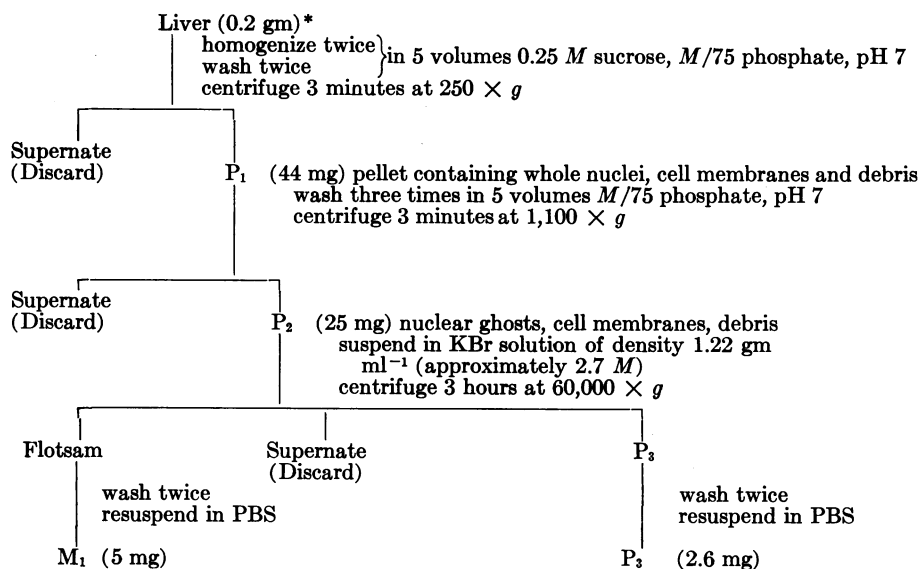 Liver (0.2 gm)*
homogenize twice
wash twice
} in 5 volumes 0.25 M sucrose, M/75 phosphate, pH 7
centrifuge 3 minutes at 250 × g
Supernate
(Discard)
P₁ (44 mg) pellet containing whole nuclei, cell membranes and debris
wash three times in 5 volumes M/75 phosphate, pH 7
centrifuge 3 minutes at 1,100 × g
Supernate
(Discard)
P₂ (25 mg) nuclear ghosts, cell membranes, debris
suspend in KBr solution of density 1.22 gm
ml⁻¹ (approximately 2.7 M)
centrifuge 3 hours at 60,000 × g
Flotsam
Supernate
(Discard)
P₃
wash twice
resuspend in PBS
wash twice
resuspend in PBS
M₁ (5 mg)
P₃ (2.6 mg)